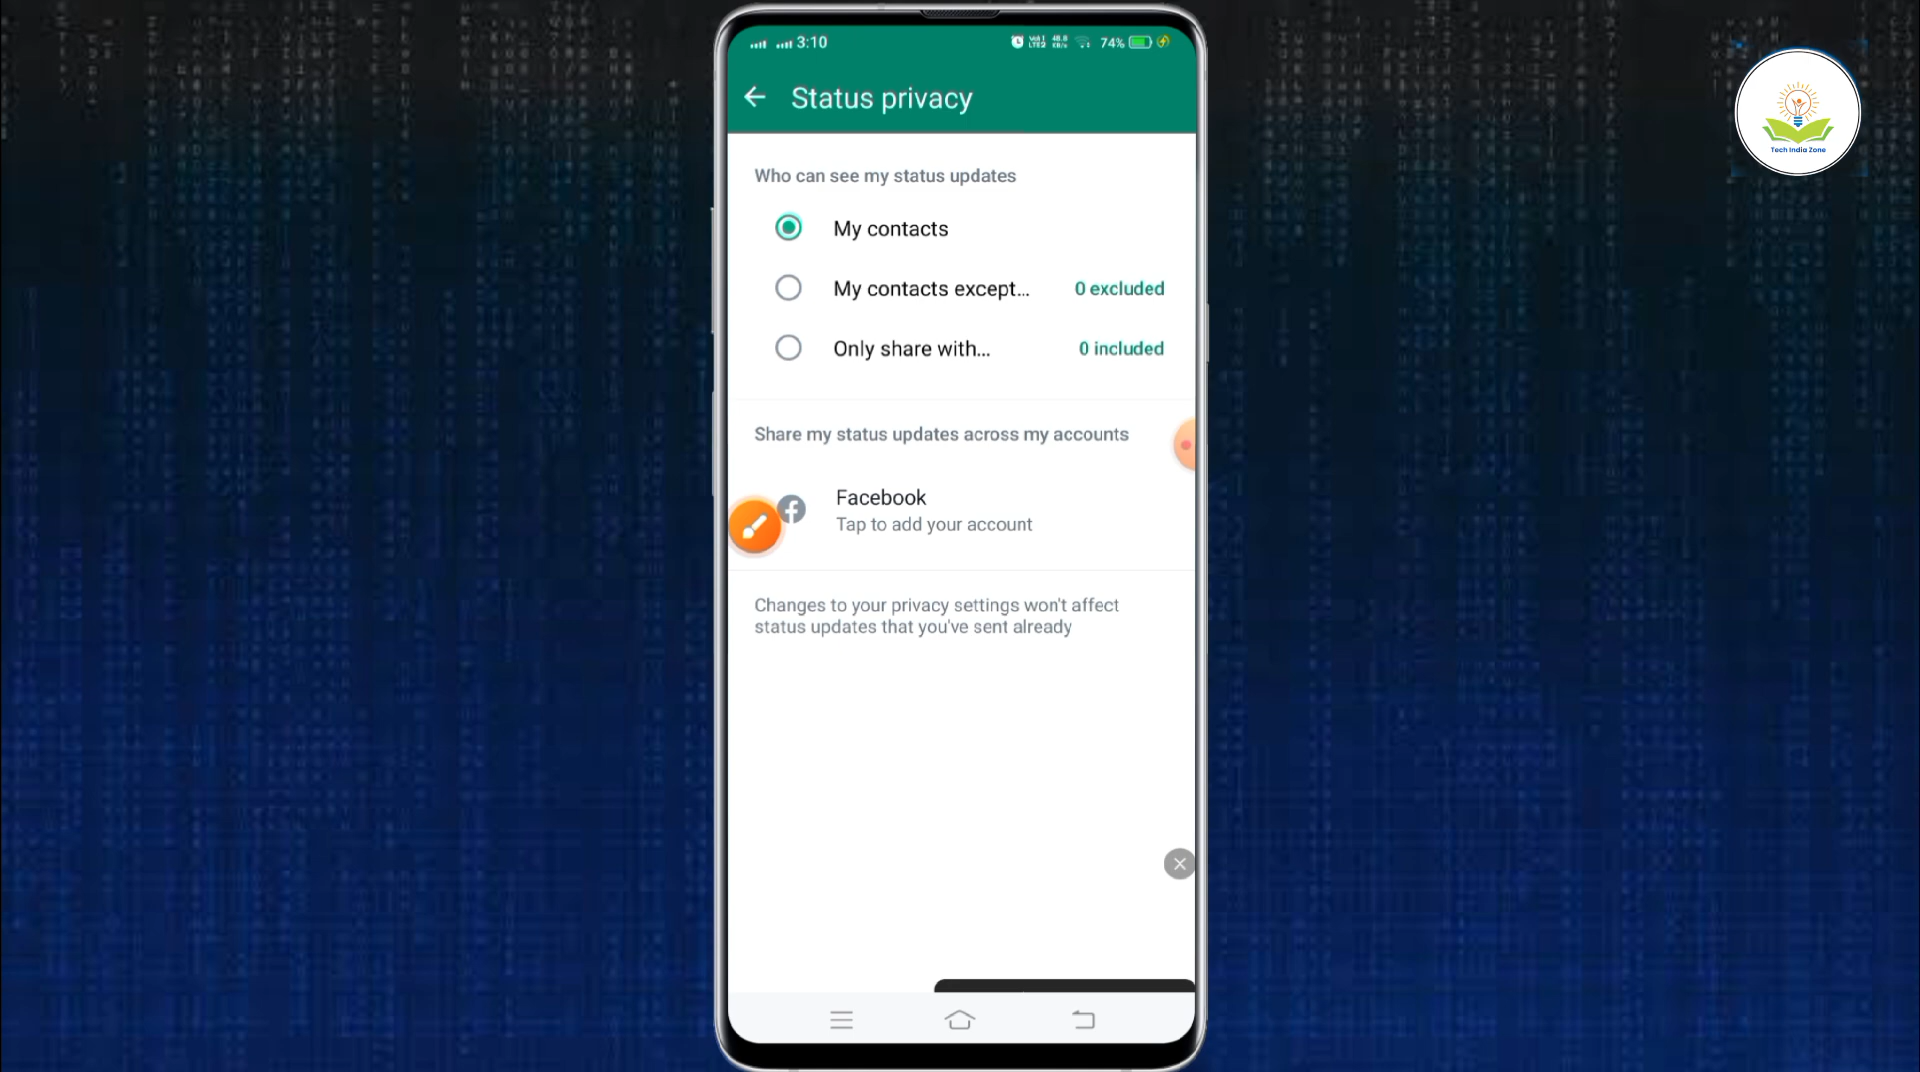 3:10
74%
Status privacy
Tech India Zone
Who can see my status updates
My contacts
My contacts except...
0 excluded
Only share with...
0 included
Share my status updates across my accounts
Facebook
Tap to add your account
Changes to your privacy settings won't affect
status updates that you've sent already